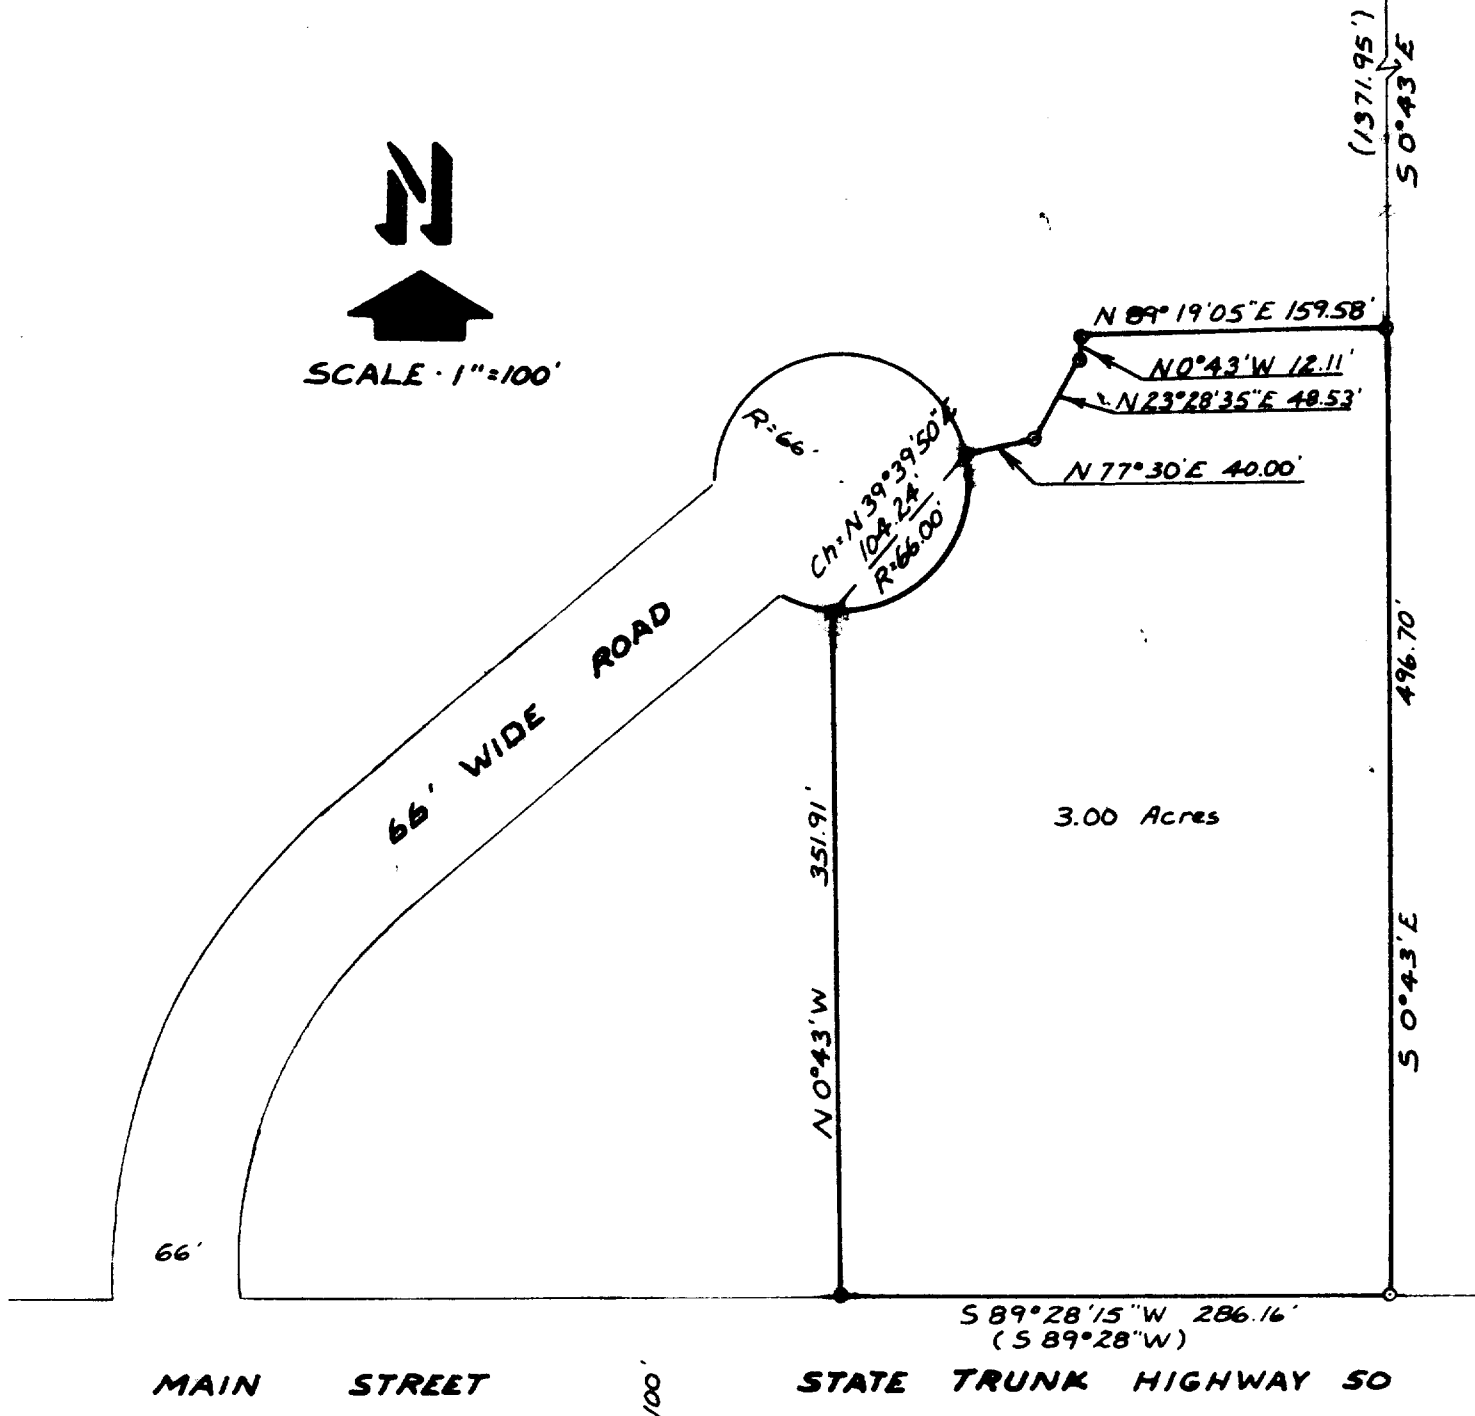 (1371.95')
S 0°43'E
N
SCALE · 1"=100'
N 89° 19'05"E 159.58'
N 0°43'W 12.11'
N 23°28'35"E 48.53'
N 77°30'E 40.00'
R=66'
Ch=N 39°39'50"E
104.24'
R=66.00'
66' WIDE ROAD
351.91'
N 0°43'W
3.00 Acres
496.70'
S 0°43'E
66'
S 89°28'15"W 286.16'
(S 89°28"W)
MAIN STREET
100'
STATE TRUNK HIGHWAY 50